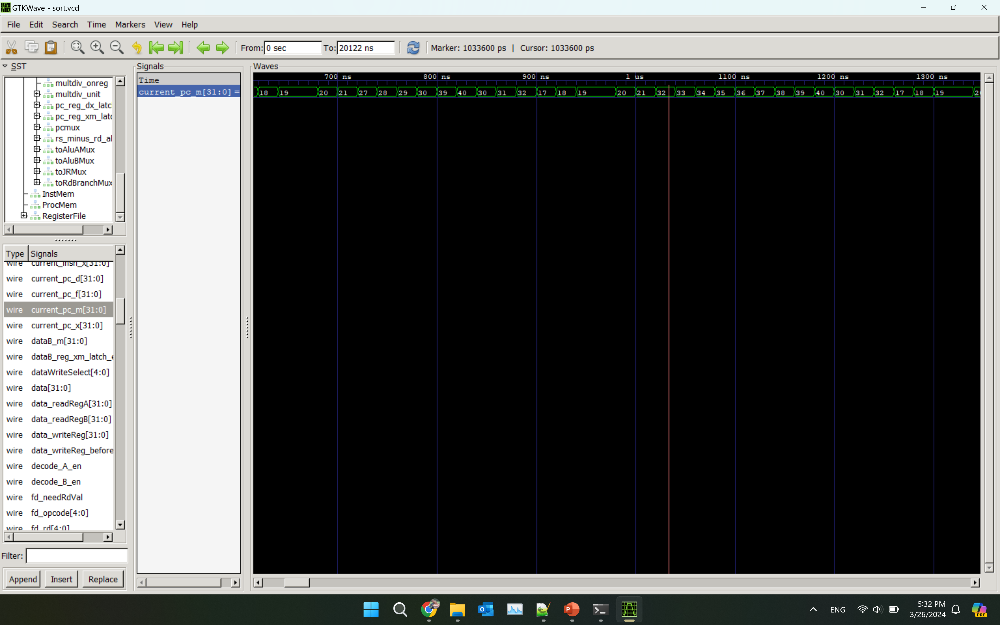 GTKWave - sort.vcd
File Edit Search Time Markers View Help
From: 0 sec To: 20122 ns Marker: 1033600 ps | Cursor: 1033600 ps
SST
multdiv_onreg
multdiv_unit
pc_reg_dx_latc
pc_reg_xm_latc
pcmux
rs_minus_rd_al
toAluAMux
toAluBMux
toJRMux
toRdBranchMux
InstMem
ProcMem
RegisterFile
Type Signals
wire current_insn_x[31:0]
wire current_pc_d[31:0]
wire current_pc_f[31:0]
wire current_pc_m[31:0]
wire current_pc_x[31:0]
wire dataB_m[31:0]
wire dataB_reg_xm_latch_e
wire dataWriteSelect[4:0]
wire data[31:0]
wire data_readRegA[31:0]
wire data_readRegB[31:0]
wire data_writeReg[31:0]
wire data_writeReg_before
wire decode_A_en
wire decode_B_en
wire fd_needRdVal
wire fd_opcode[4:0]
wire fd_rd[4:0]
Filter:
Append Insert Replace
Signals
Time
current_pc_m[31:0] =
Waves
700 ns 800 ns 900 ns 1 us 1100 ns 1200 ns 1300 ns
18 19 20 21 27 28 29 30 39 40 30 31 32 17 18 19 20 21 32 33 34 35 36 37 38 39 40 30 31 32 17 18 19
ENG
5:32 PM
3/26/2024
PRE